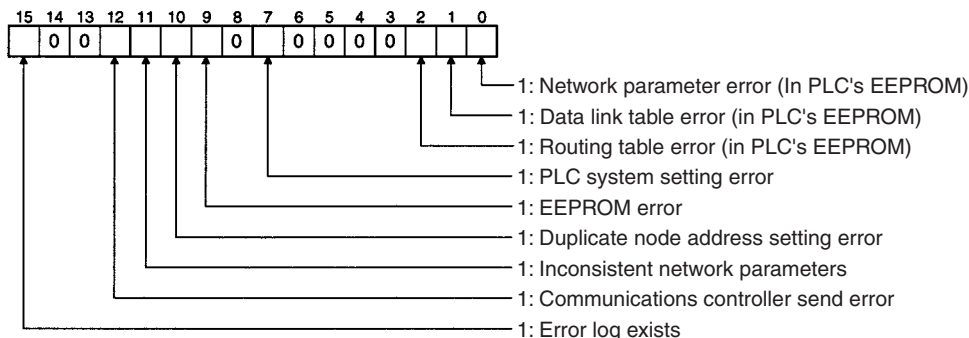 15 14 13 12 11 10 9 8 7 6 5 4 3 2 1 0
0 0 0 0 0 0 0
1: Network parameter error (In PLC's EEPROM)
1: Data link table error (in PLC's EEPROM)
1: Routing table error (in PLC's EEPROM)
1: PLC system setting error
1: EEPROM error
1: Duplicate node address setting error
1: Inconsistent network parameters
1: Communications controller send error
1: Error log exists